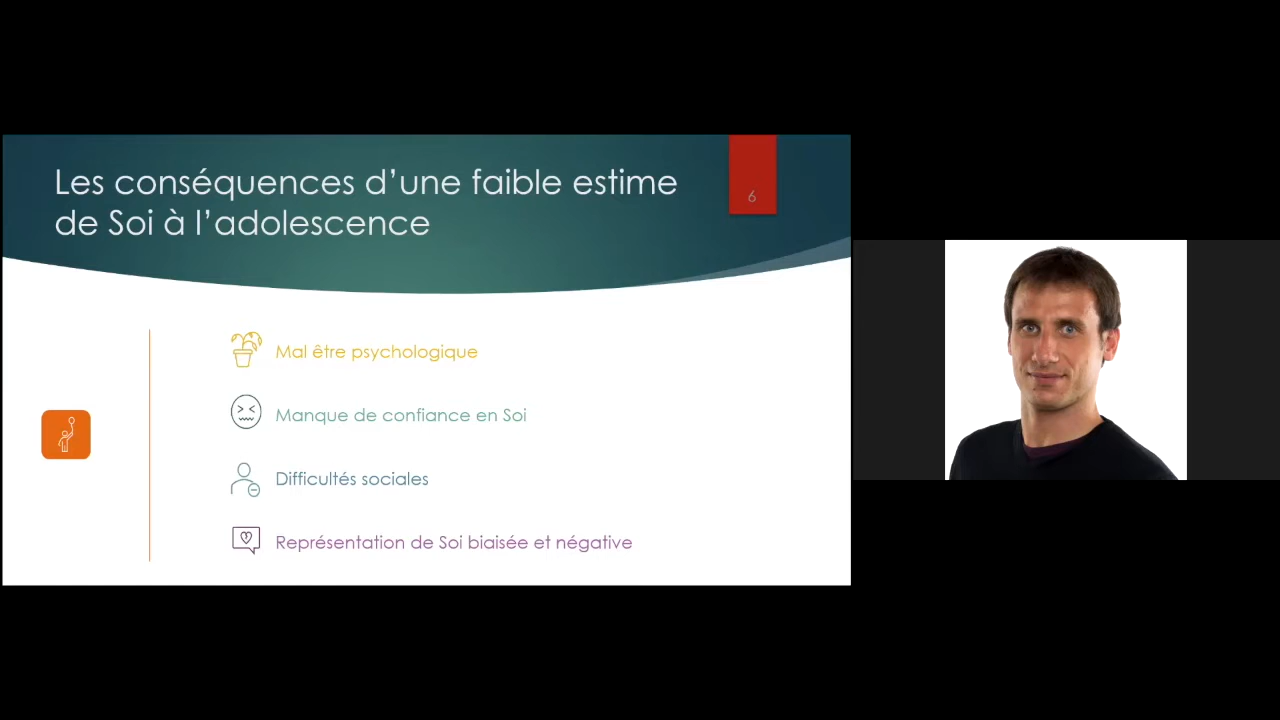 Les conséquences d’une faible estime
de Soi à l’adolescence
6
Mal être psychologique
Manque de confiance en Soi
Difficultés sociales
Représentation de Soi biaisée et négative